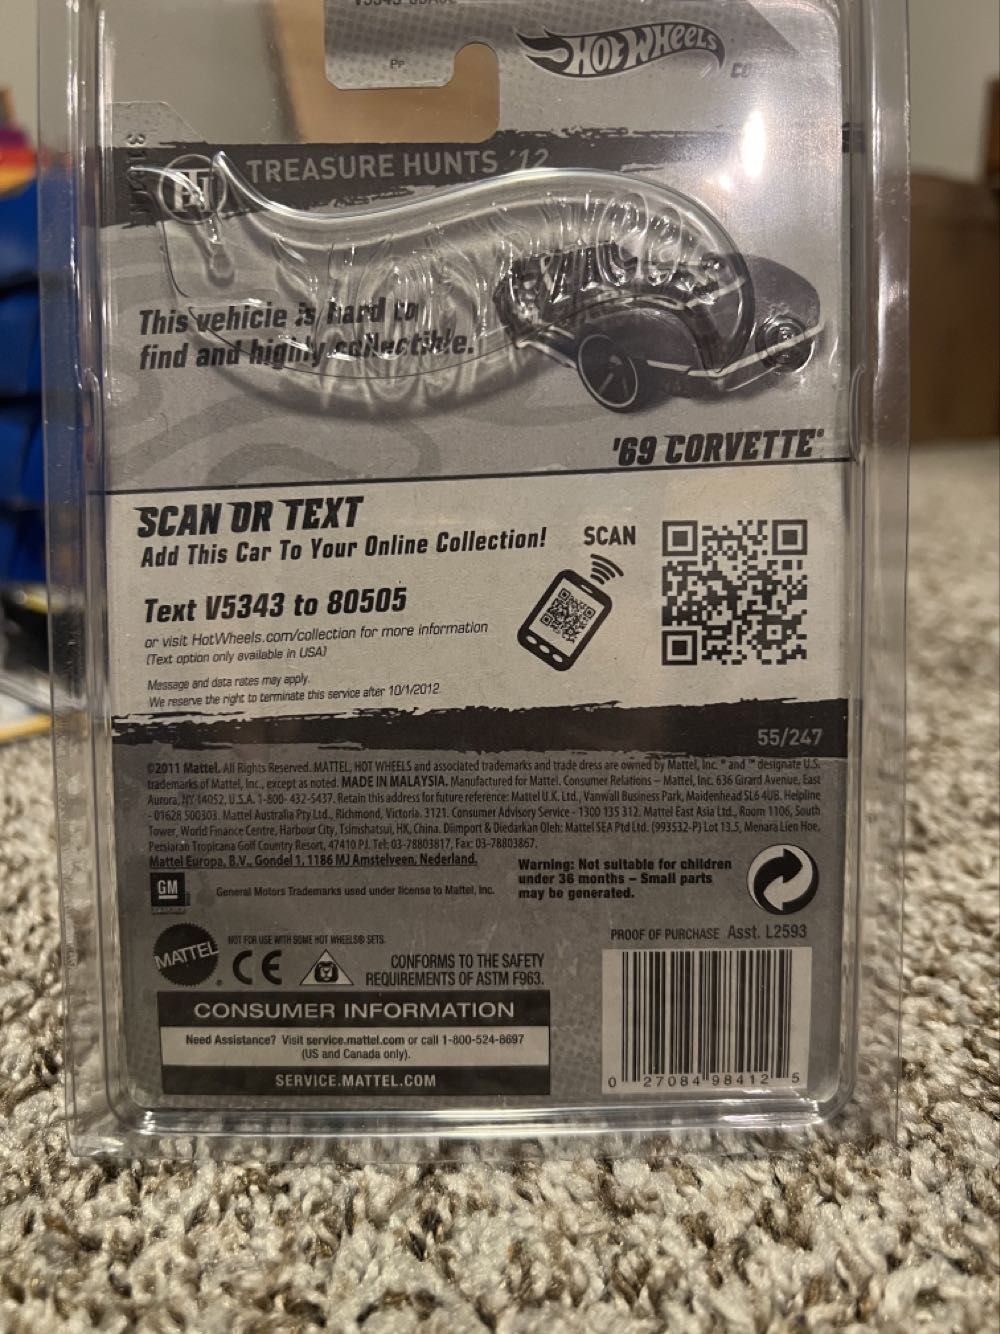 Pp
HOT WHEELS
TREASURE HUNTS '12
TH
This vehicle is hard to
find and highly collectible.
'69 CORVETTE®
SCAN OR TEXT
Add This Car To Your Online Collection!
SCAN
Text V5343 to 80505
or visit HotWheels.com/collection for more information
(Text option only available in USA)
Message and data rates may apply.
We reserve the right to terminate this service after 10/1/2012.
55/247
©2011 Mattel. All Rights Reserved. MATTEL, HOT WHEELS and associated trademarks and trade dress are owned by Mattel, Inc. ® and ™ designate U.S.
trademarks of Mattel, Inc., except as noted. MADE IN MALAYSIA. Manufactured for Mattel. Consumer Relations – Mattel, Inc. 636 Girard Avenue, East
Aurora, NY 14052, U.S.A. 1-800- 432-5437. Retain this address for future reference: Mattel U.K. Ltd., Vanwall Business Park, Maidenhead SL6 4UB. Helpline
- 01628 500303. Mattel Australia Pty Ltd., Richmond, Victoria. 3121. Consumer Advisory Service - 1300 135 312. Mattel East Asia Ltd., Room 1106, South
Tower, World Finance Centre, Harbour City, Tsimshatsui, HK, China. Diimport & Diedarkan Oleh: Mattel SEA Ptd Ltd. (993532-P) Lot 13.5, Menara Lien Hoe,
Persiaran Tropicana Golf Country Resort, 47410 PJ. Tel: 03-78803817, Fax: 03-78803867.
Mattel Europa, B.V., Gondel 1, 1186 MJ Amstelveen, Nederland.
Warning: Not suitable for children
under 36 months – Small parts
may be generated.
GM
General Motors Trademarks used under license to Mattel, Inc.
PROOF OF PURCHASE Asst. L2593
MATTEL
NOT FOR USE WITH SOME HOT WHEELS® SETS.
CE
CONFORMS TO THE SAFETY
REQUIREMENTS OF ASTM F963.
CONSUMER INFORMATION
Need Assistance? Visit service.mattel.com or call 1-800-524-8697
(US and Canada only).
SERVICE.MATTEL.COM
0 27084 98412 5